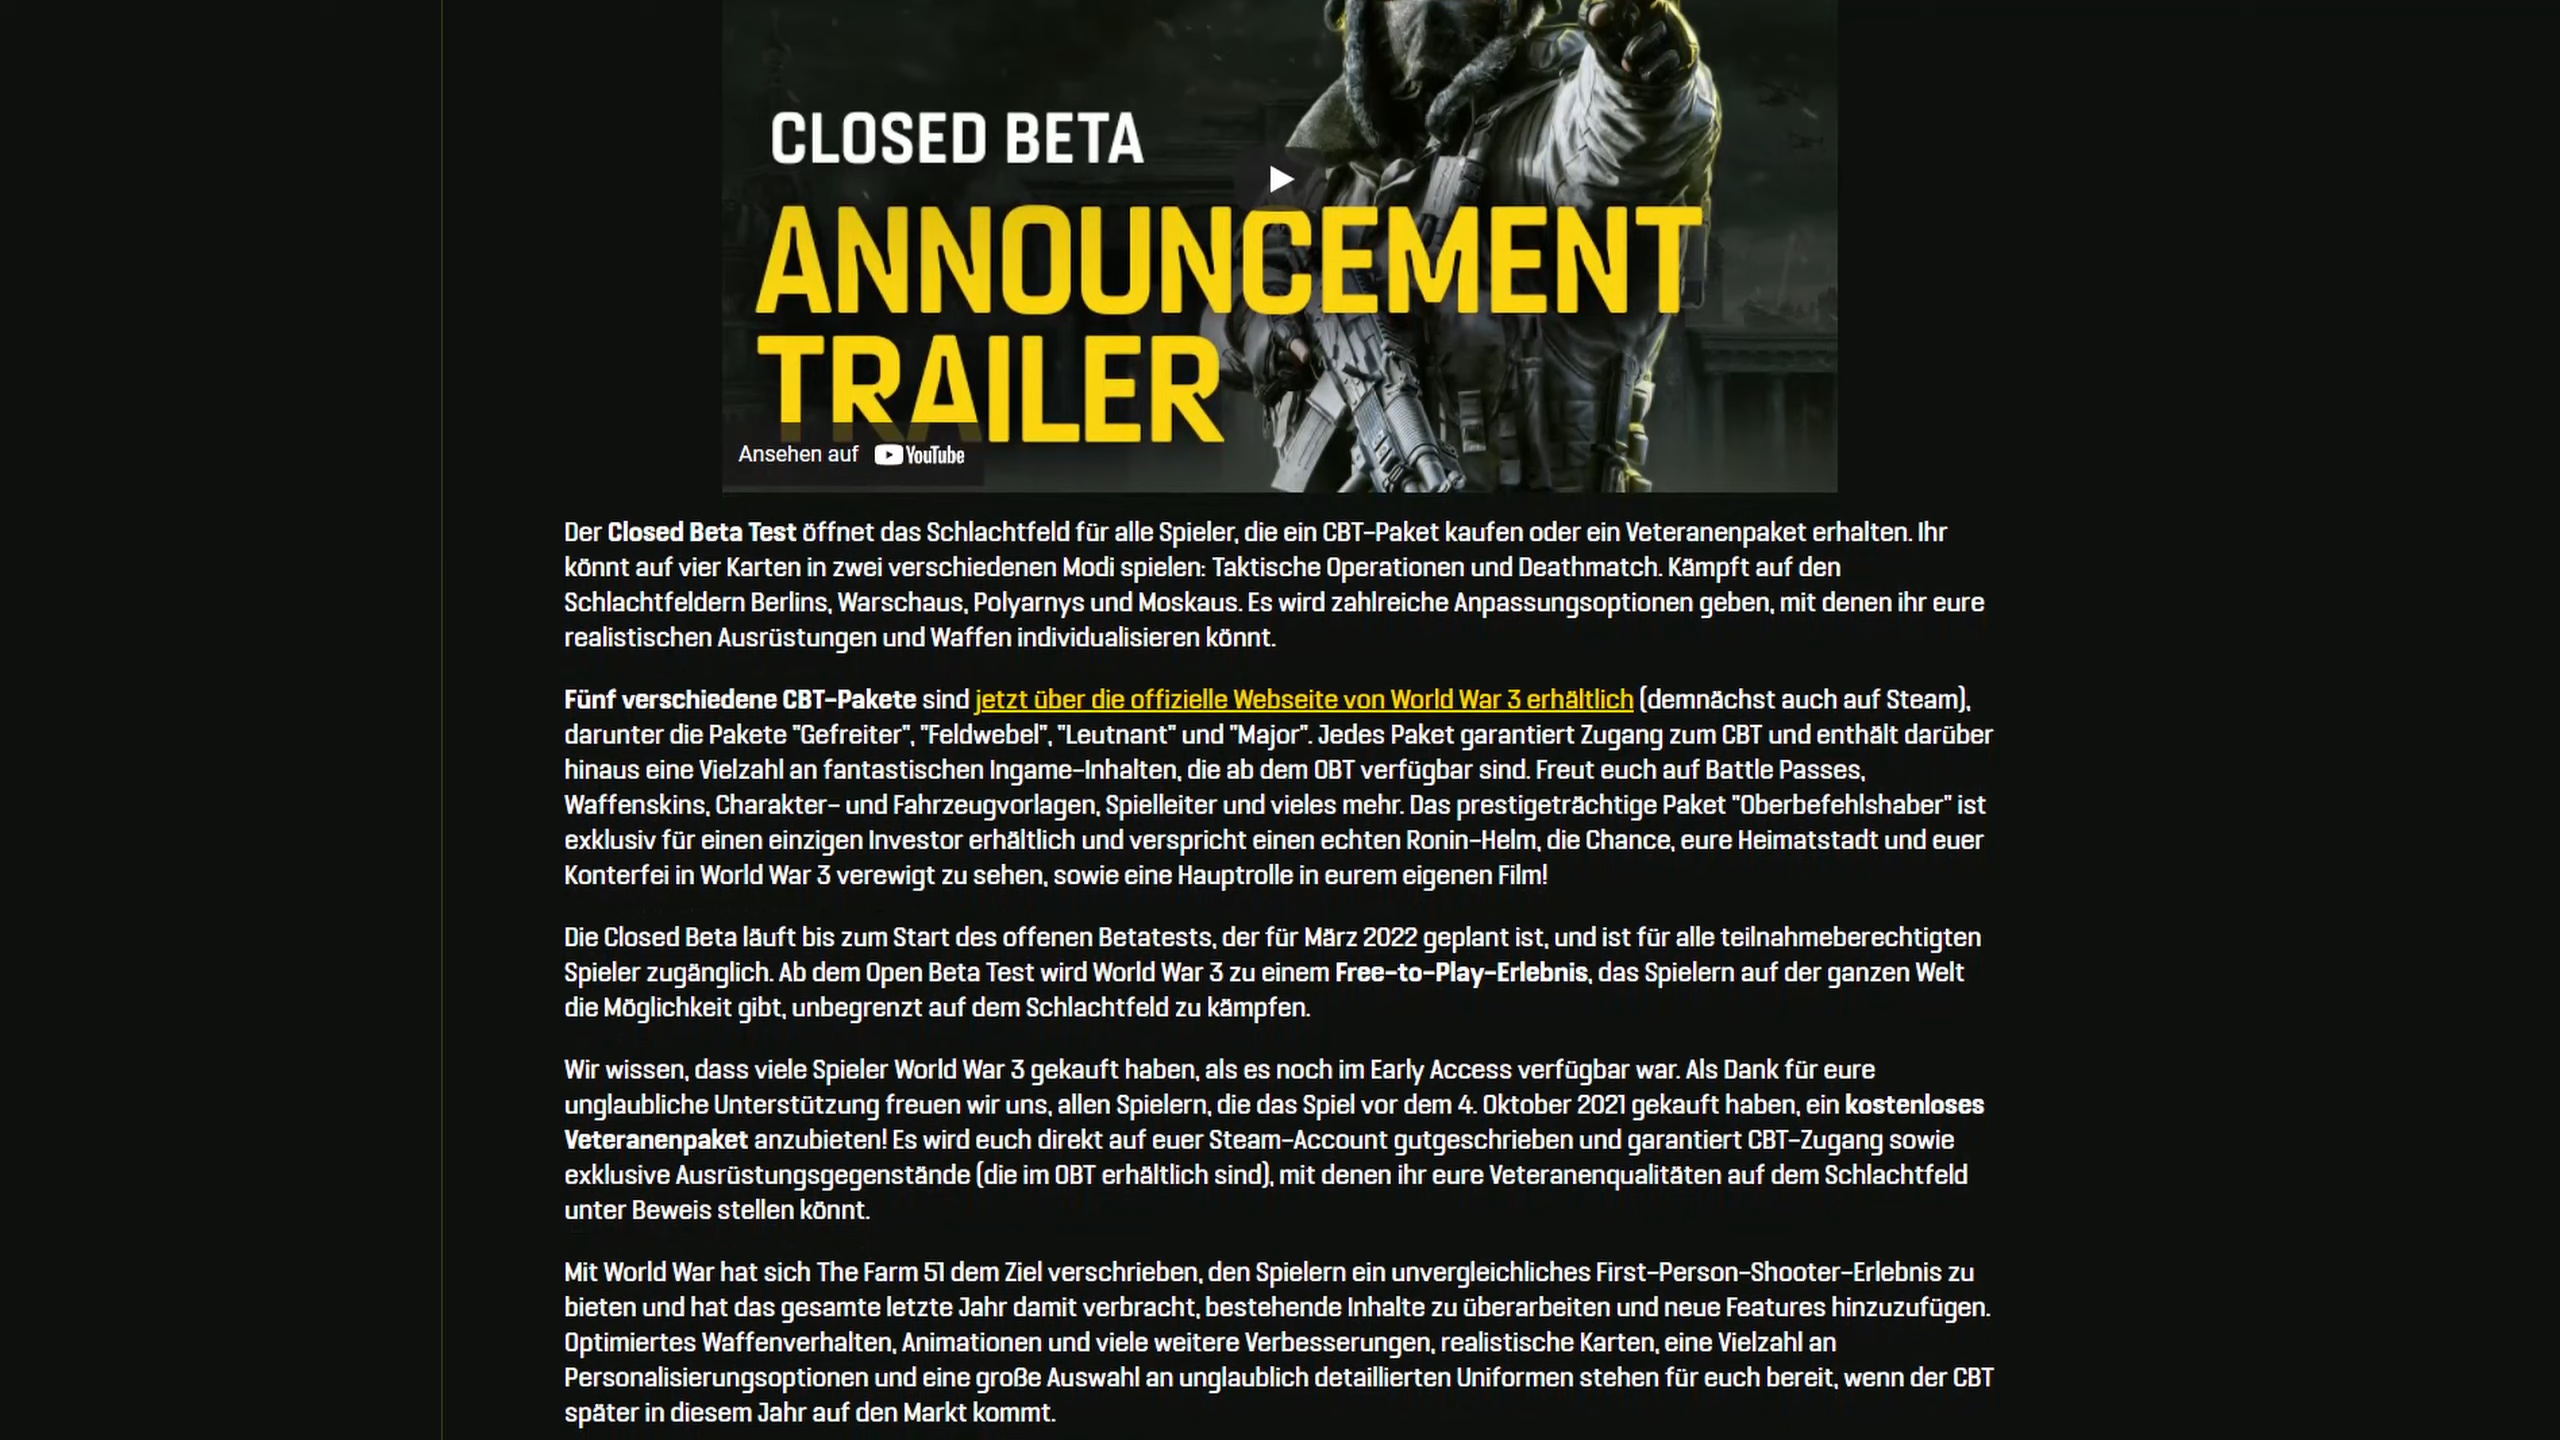 CLOSED BETA
ANNOUNCEMENT
TRAILER
Ansehen auf YouTube
Der Closed Beta Test öffnet das Schlachtfeld für alle Spieler, die ein CBT-Paket kaufen oder ein Veteranenpaket erhalten. Ihr
könnt auf vier Karten in zwei verschiedenen Modi spielen: Taktische Operationen und Deathmatch. Kämpft auf den
Schlachtfeldern Berlins, Warschaus, Polyarnys und Moskaus. Es wird zahlreiche Anpassungsoptionen geben, mit denen ihr eure
realistischen Ausrüstungen und Waffen individualisieren könnt.
Fünf verschiedene CBT-Pakete sind jetzt über die offizielle Webseite von World War 3 erhältlich (demnächst auch auf Steam),
darunter die Pakete "Gefreiter", "Feldwebel", "Leutnant" und "Major". Jedes Paket garantiert Zugang zum CBT und enthält darüber
hinaus eine Vielzahl an fantastischen Ingame-Inhalten, die ab dem OBT verfügbar sind. Freut euch auf Battle Passes,
Waffenskins, Charakter- und Fahrzeugvorlagen, Spielleiter und vieles mehr. Das prestigeträchtige Paket "Oberbefehlshaber" ist
exklusiv für einen einzigen Investor erhältlich und verspricht einen echten Ronin-Helm, die Chance, eure Heimatstadt und euer
Konterfei in World War 3 verewigt zu sehen, sowie eine Hauptrolle in eurem eigenen Film!
Die Closed Beta läuft bis zum Start des offenen Betatests, der für März 2022 geplant ist, und ist für alle teilnahmeberechtigten
Spieler zugänglich. Ab dem Open Beta Test wird World War 3 zu einem Free-to-Play-Erlebnis, das Spielern auf der ganzen Welt
die Möglichkeit gibt, unbegrenzt auf dem Schlachtfeld zu kämpfen.
Wir wissen, dass viele Spieler World War 3 gekauft haben, als es noch im Early Access verfügbar war. Als Dank für eure
unglaubliche Unterstützung freuen wir uns, allen Spielern, die das Spiel vor dem 4. Oktober 2021 gekauft haben, ein kostenloses
Veteranenpaket anzubieten! Es wird euch direkt auf euer Steam-Account gutgeschrieben und garantiert CBT-Zugang sowie
exklusive Ausrüstungsgegenstände (die im OBT erhältlich sind), mit denen ihr eure Veteranenqualitäten auf dem Schlachtfeld
unter Beweis stellen könnt.
Mit World War hat sich The Farm 51 dem Ziel verschrieben, den Spielern ein unvergleichliches First-Person-Shooter-Erlebnis zu
bieten und hat das gesamte letzte Jahr damit verbracht, bestehende Inhalte zu überarbeiten und neue Features hinzuzufügen.
Optimiertes Waffenverhalten, Animationen und viele weitere Verbesserungen, realistische Karten, eine Vielzahl an
Personalisierungsoptionen und eine große Auswahl an unglaublich detaillierten Uniformen stehen für euch bereit, wenn der CBT
später in diesem Jahr auf den Markt kommt.